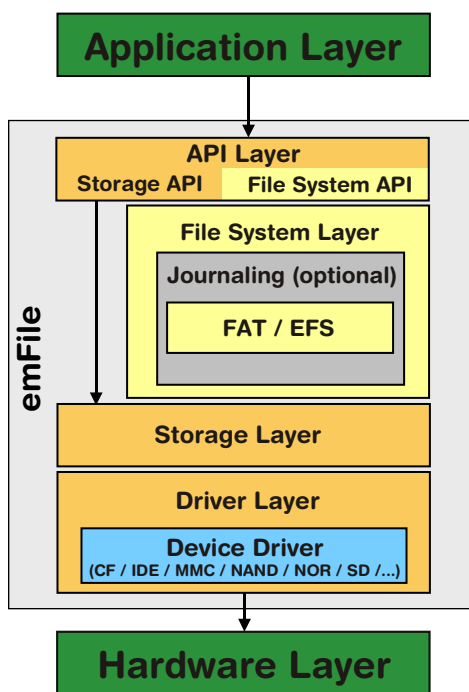 Application Layer
API Layer
Storage API
File System API
File System Layer
Journaling (optional)
FAT / EFS
emFile
Storage Layer
Driver Layer
Device Driver
(CF / IDE / MMC / NAND / NOR / SD /...)
Hardware Layer